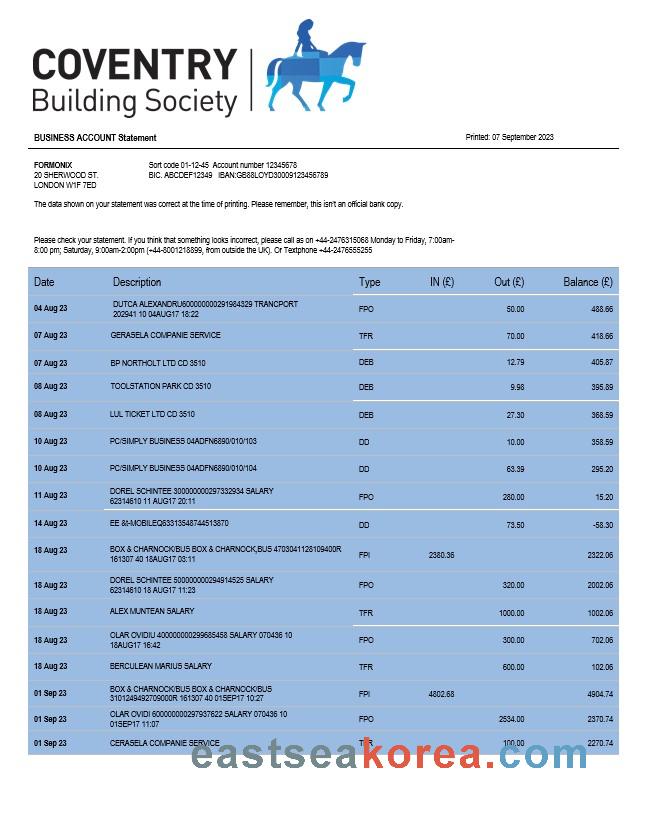 COVENTRY
Building Society
BUSINESS ACCOUNT Statement Printed: 07 September 2023
FORMONIX Sort code 01-12-45 Account number 12345678
20 SHERWOOD ST. BIC. ABCDEF12349 IBAN:GB88LOYD30009123456789
LONDON W1F 7ED
The data shown on your statement was correct at the time of printing. Please remember, this isn't an official bank copy.
Please check your statement. If you think that something looks incorrect, please call as on +44-2476315068 Monday to Friday, 7:00am-
8:00 pm; Saturday, 9:00am-2:00pm (+44-8001218899, from outside the UK). Or Textphone +44-2476555255
Date Description Type IN (£) Out (£) Balance (£)
04 Aug 23 DUTCA ALEXANDRU600000000291984329 TRANCPORT FPO 50.00 488.66
202941 10 04AUG17 18:22
07 Aug 23 GERASELA COMPANIE SERVICE TFR 70.00 418.66
07 Aug 23 BP NORTHOLT LTD CD 3510 DEB 12.79 405.87
08 Aug 23 TOOLSTATION PARK CD 3510 DEB 9.98 395.89
08 Aug 23 LUL TICKET LTD CD 3510 DEB 27.30 368.59
10 Aug 23 PC/SIMPLY BUSINESS 04ADFN6890/010/103 DD 10.00 358.59
10 Aug 23 PC/SIMPLY BUSINESS 04ADFN6890/010/104 DD 63.39 295.20
11 Aug 23 DOREL SCHINTEE 300000000297332934 SALARY FPO 280.00 15.20
62314610 11 AUG17 20:11
14 Aug 23 EE &t-MOBILEQ63313548744513870 DD 73.50 -58.30
18 Aug 23 BOX & CHARNOCK/BUS BOX & CHARNOCK,BUS 4703041128109400R FPI 2380.36 2322.06
161307 40 18AUG17 03:11
18 Aug 23 DOREL SCHINTEE 500000000294914525 SALARY FPO 320.00 2002.06
62314610 18 AUG17 11:23
18 Aug 23 ALEX MUNTEAN SALARY TFR 1000.00 1002.06
18 Aug 23 OLAR OVIDIU 400000000299685458 SALARY 070436 10 FPO 300.00 702.06
18AUG17 16:42
18 Aug 23 BERCULEAN MARIUS SALARY TFR 600.00 102.06
01 Sep 23 BOX & CHARNOCK/BUS BOX & CHARNOCK/BUS FPI 4802.68 4904.74
3101249492709000R 161307 40 01SEP17 10:27
01 Sep 23 OLAR OVIDI 600000000297937622 SALARY 070436 10 FPO 2534.00 2370.74
01SEP17 11:07
01 Sep 23 CERASELA COMPANIE SERVICE TFR 100.00 2270.74
eastseakorea.com